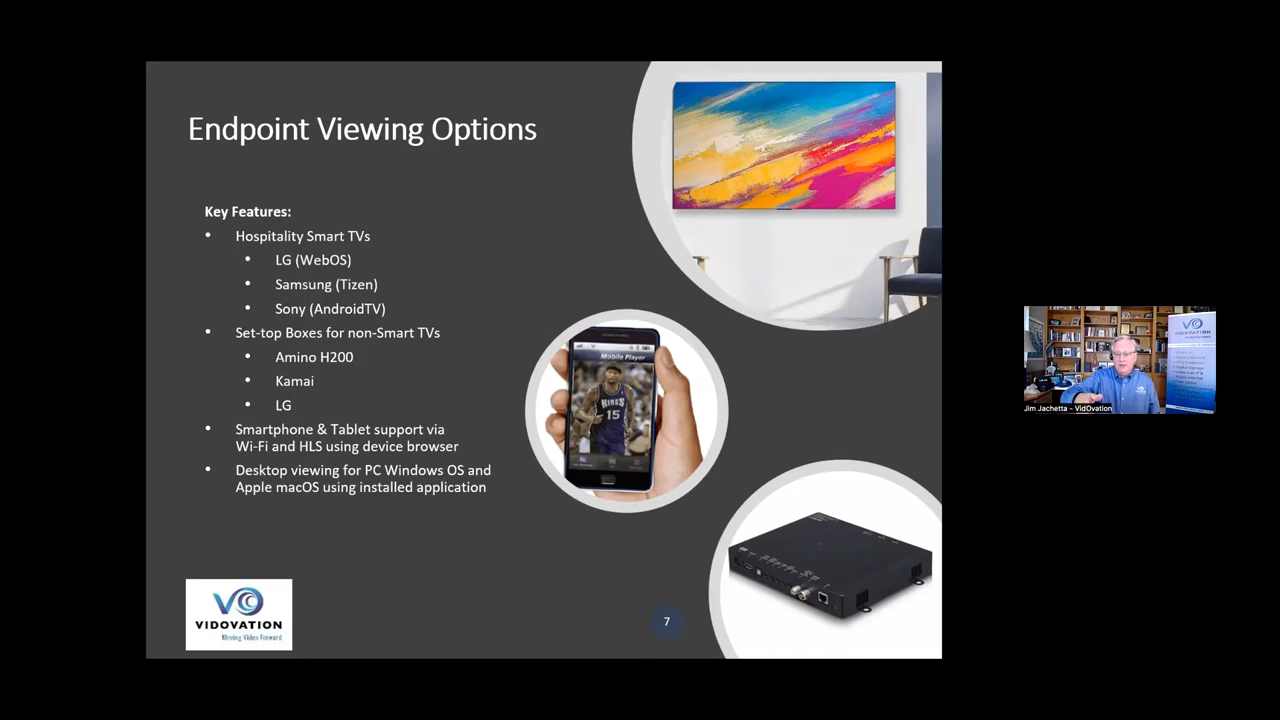 Endpoint Viewing Options
Key Features:
• Hospitality Smart TVs
• LG (WebOS)
• Samsung (Tizen)
• Sony (AndroidTV)
• Set-top Boxes for non-Smart TVs
• Amino H200
• Kamai
• LG
• Smartphone & Tablet support via
Wi-Fi and HLS using device browser
• Desktop viewing for PC Windows OS and
Apple macOS using installed application
Mobile Player
KINGS
15
VIDOVATION
Moving Video Forward
7
VIDOVATION
Jim Jachetta - VidOvation